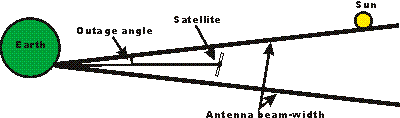 Sun
Satellite
Outage angle
Earth
Antenna beam-width